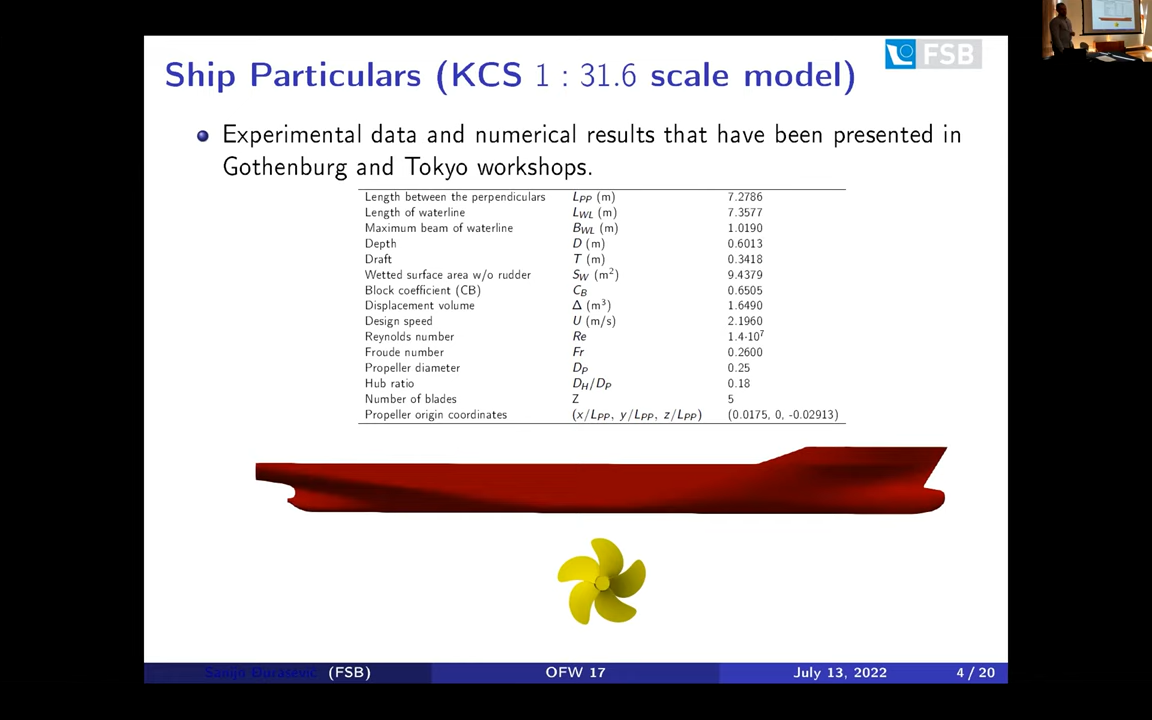 FSB
Ship Particulars (KCS 1 : 31.6 scale model)
Experimental data and numerical results that have been presented in
Gothenburg and Tokyo workshops.
Length between the perpendiculars L_PP (m) 7.2786
Length of waterline L_WL (m) 7.3577
Maximum beam of waterline B_WL (m) 1.0190
Depth D (m) 0.6013
Draft T (m) 0.3418
Wetted surface area w/o rudder S_W (m²) 9.4379
Block coefficient (CB) C_B 0.6505
Displacement volume Δ (m³) 1.6490
Design speed U (m/s) 2.1960
Reynolds number Re 1.4·10⁷
Froude number Fr 0.2600
Propeller diameter D_P 0.25
Hub ratio D_H/D_P 0.18
Number of blades Z 5
Propeller origin coordinates (x/L_PP, y/L_PP, z/L_PP) (0.0175, 0, -0.02913)
(FSB) OFW 17 July 13, 2022 4 / 20